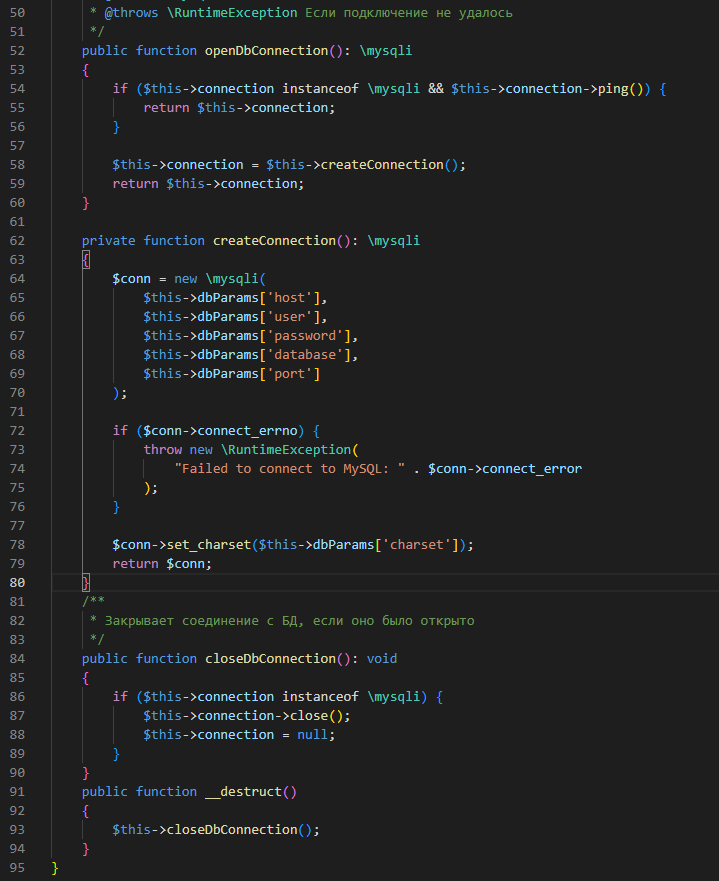 50 * @throws \RuntimeException Если подключение не удалось
51 */
52 public function openDbConnection(): \mysqli
53 {
54 if ($this->connection instanceof \mysqli && $this->connection->ping()) {
55 return $this->connection;
56 }
57
58 $this->connection = $this->createConnection();
59 return $this->connection;
60 }
61
62 private function createConnection(): \mysqli
63 {
64 $conn = new \mysqli(
65 $this->dbParams['host'],
66 $this->dbParams['user'],
67 $this->dbParams['password'],
68 $this->dbParams['database'],
69 $this->dbParams['port']
70 );
71
72 if ($conn->connect_errno) {
73 throw new \RuntimeException(
74 "Failed to connect to MySQL: " . $conn->connect_error
75 );
76 }
77
78 $conn->set_charset($this->dbParams['charset']);
79 return $conn;
80 }
81 /**
82 * Закрывает соединение с БД, если оно было открыто
83 */
84 public function closeDbConnection(): void
85 {
86 if ($this->connection instanceof \mysqli) {
87 $this->connection->close();
88 $this->connection = null;
89 }
90 }
91 public function __destruct()
92 {
93 $this->closeDbConnection();
94 }
95 }